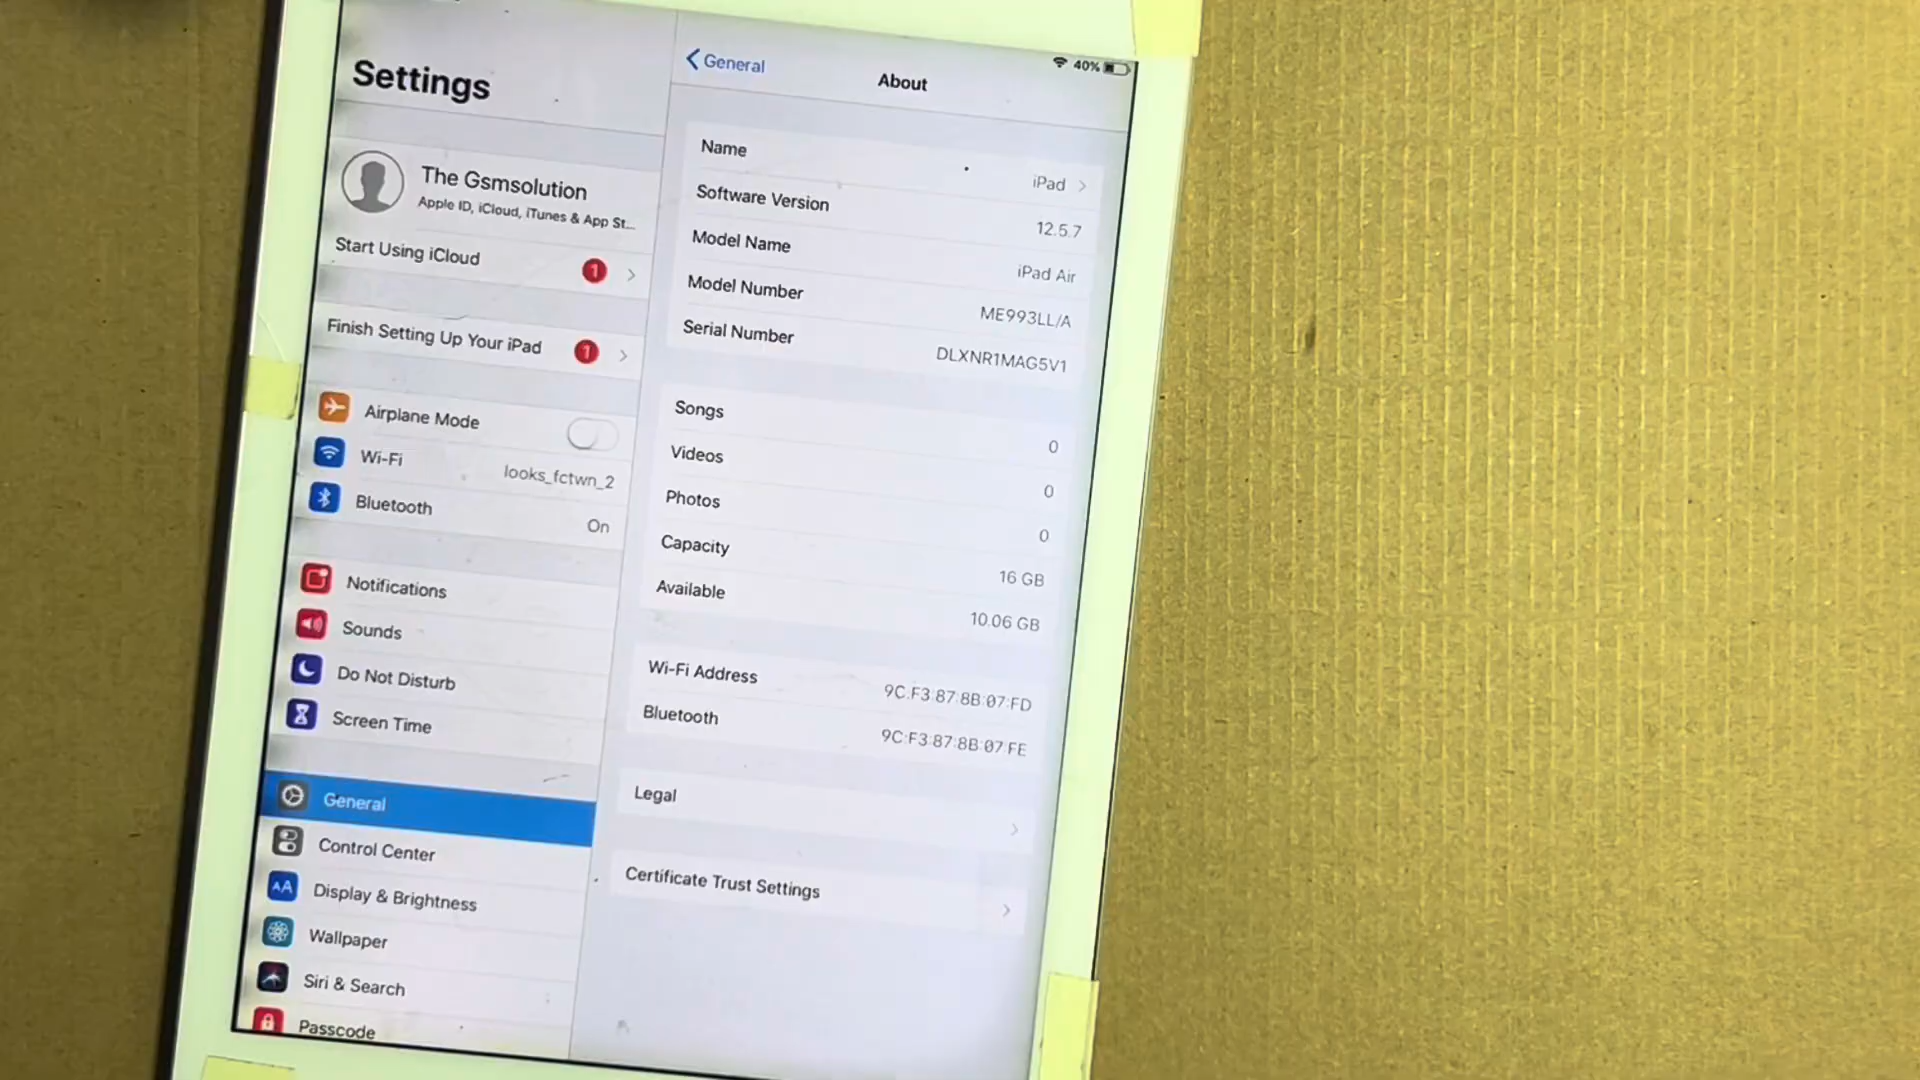 Settings
The Gsmsolution
Apple ID, iCloud, iTunes & App St...
Start Using iCloud 1
Finish Setting Up Your iPad 1
Airplane Mode
Wi-Fi looks_fctwn_2
Bluetooth On
Notifications
Sounds
Do Not Disturb
Screen Time
General
Control Center
AA Display & Brightness
Wallpaper
Siri & Search
Passcode
General
About
40%
Name iPad
Software Version 12.5.7
Model Name iPad Air
Model Number ME993LL/A
Serial Number DLXNR1MAG5V1
Songs 0
Videos 0
Photos 0
Capacity 16 GB
Available 10.06 GB
Wi-Fi Address 9C:F3:87:8B:07:FD
Bluetooth 9C:F3:87:8B:07:FE
Legal
Certificate Trust Settings